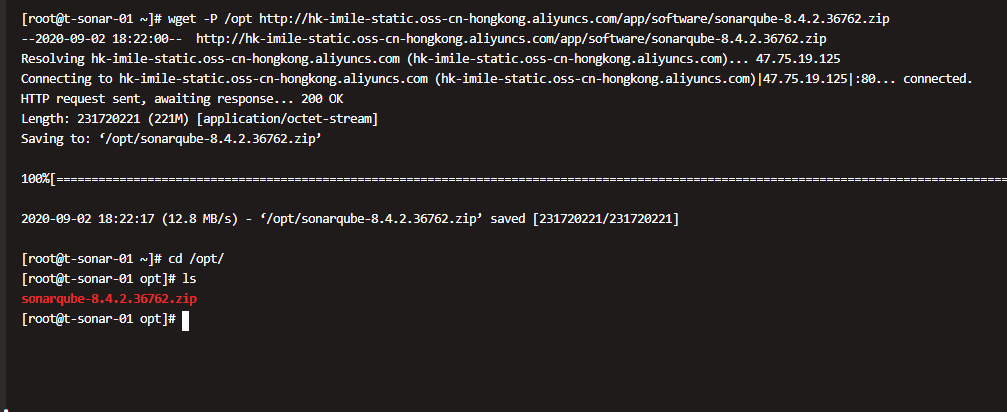 [root@t-sonar-01 ~]# wget -P /opt http://hk-imile-static.oss-cn-hongkong.aliyuncs.com/app/software/sonarqube-8.4.2.36762.zip
--2020-09-02 18:22:00--  http://hk-imile-static.oss-cn-hongkong.aliyuncs.com/app/software/sonarqube-8.4.2.36762.zip
Resolving hk-imile-static.oss-cn-hongkong.aliyuncs.com (hk-imile-static.oss-cn-hongkong.aliyuncs.com)... 47.75.19.125
Connecting to hk-imile-static.oss-cn-hongkong.aliyuncs.com (hk-imile-static.oss-cn-hongkong.aliyuncs.com)|47.75.19.125|:80... connected.
HTTP request sent, awaiting response... 200 OK
Length: 231720221 (221M) [application/octet-stream]
Saving to: ‘/opt/sonarqube-8.4.2.36762.zip’
100%[======================================================================================================================================
2020-09-02 18:22:17 (12.8 MB/s) - ‘/opt/sonarqube-8.4.2.36762.zip’ saved [231720221/231720221]
[root@t-sonar-01 ~]# cd /opt/
[root@t-sonar-01 opt]# ls
sonarqube-8.4.2.36762.zip
[root@t-sonar-01 opt]#